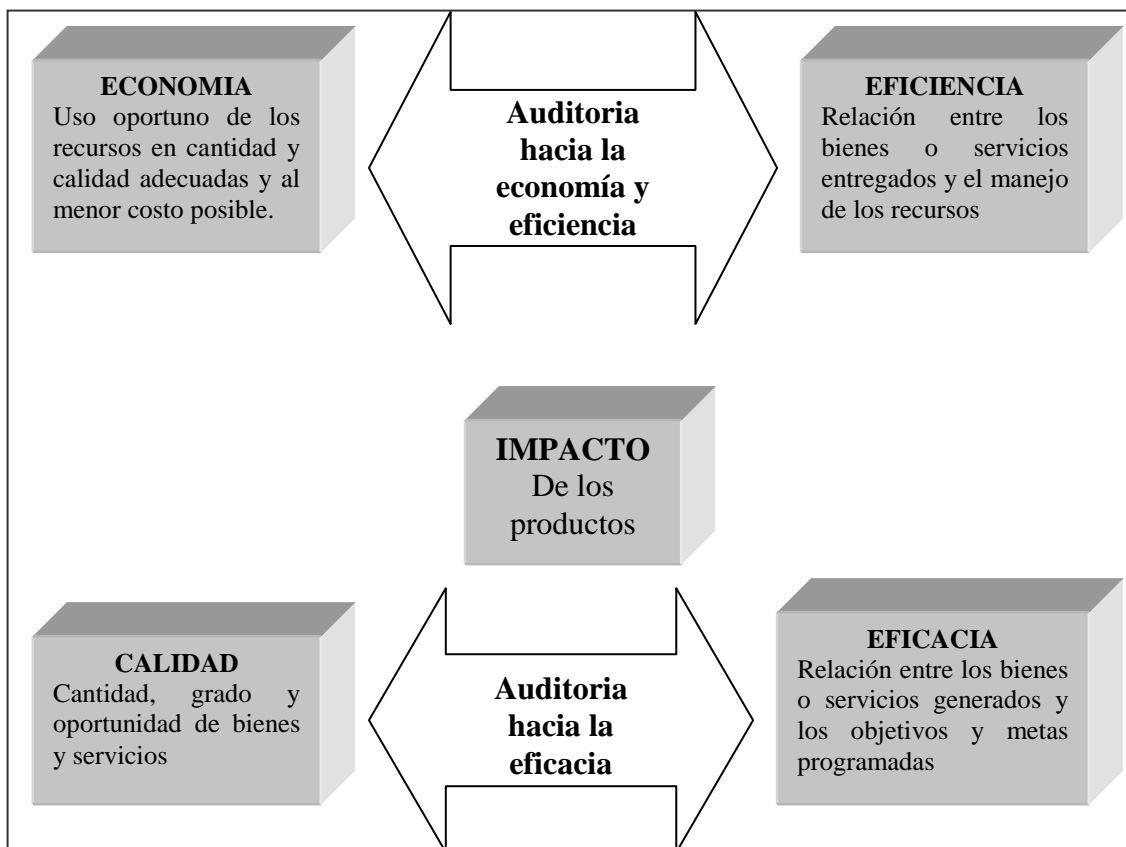 ECONOMIA
Uso oportuno de los
recursos en cantidad y
calidad adecuadas y al
menor costo posible.
Auditoria
hacia la
economía y
eficiencia
EFICIENCIA
Relación entre los
bienes o servicios
entregados y el manejo
de los recursos
IMPACTO
De los
productos
CALIDAD
Cantidad, grado y
oportunidad de bienes
y servicios
Auditoria
hacia la
eficacia
EFICACIA
Relación entre los bienes
o servicios generados y
los objetivos y metas
programadas